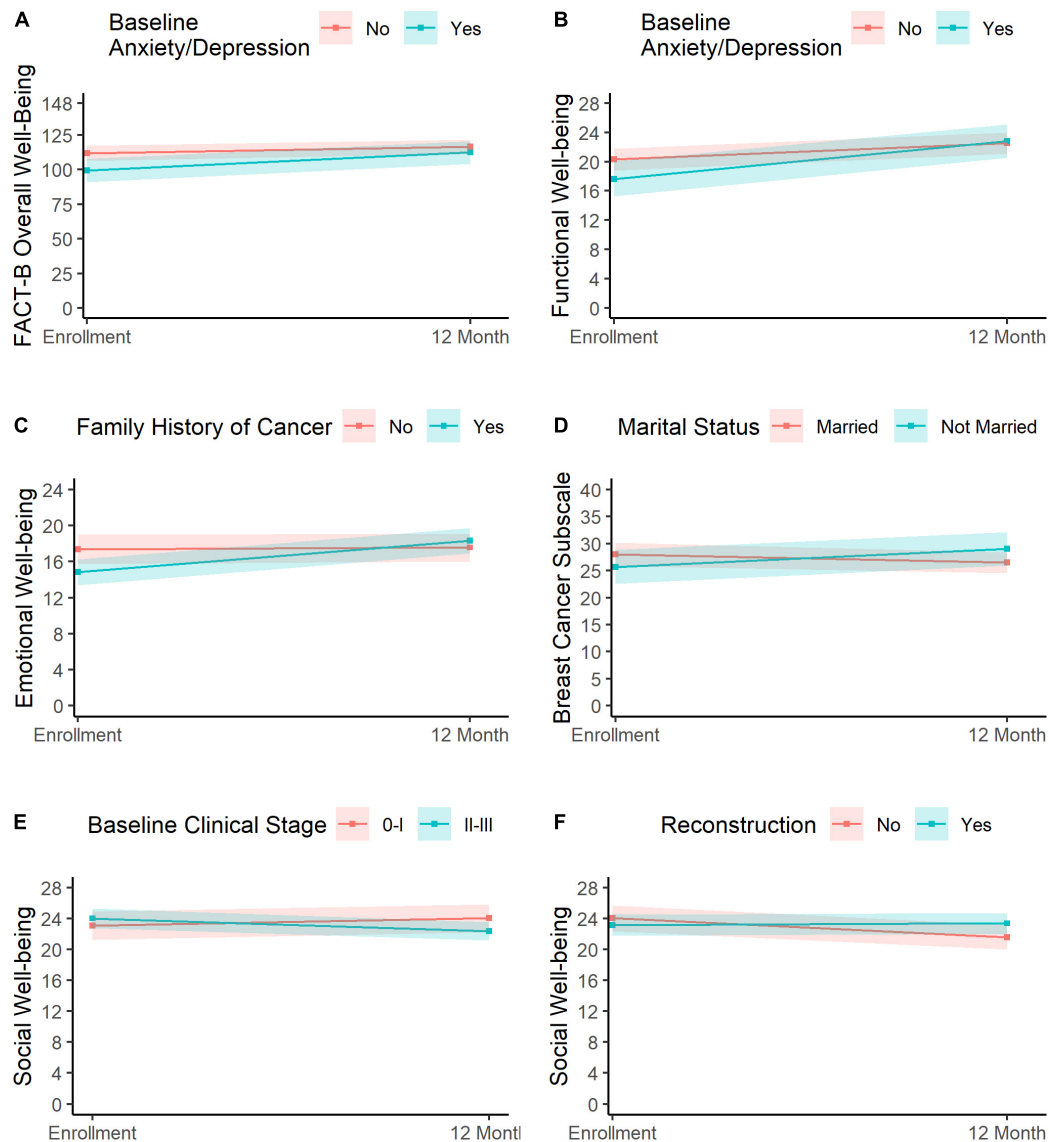 A
Baseline
Anxiety/Depression
No
Yes
FACT-B Overall Well-Being
148
125
100
75
50
25
0
Enrollment
12 Month
B
Baseline
Anxiety/Depression
No
Yes
Functional Well-being
28
24
20
16
12
8
4
0
Enrollment
12 Month
C
Family History of Cancer
No
Yes
Emotional Well-being
24
20
16
12
8
4
0
Enrollment
12 Month
D
Marital Status
Married
Not Married
Breast Cancer Subscale
40
35
30
25
20
15
10
5
0
Enrollment
12 Month
E
Baseline Clinical Stage
0-I
II-III
Social Well-being
28
24
20
16
12
8
4
0
Enrollment
12 Month
F
Reconstruction
No
Yes
Social Well-being
28
24
20
16
12
8
4
0
Enrollment
12 Month